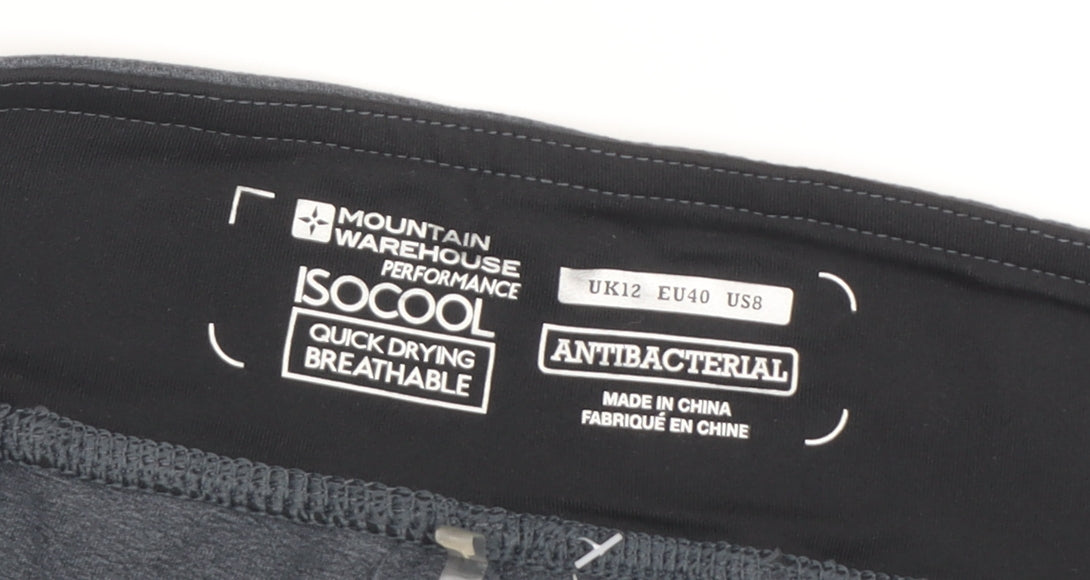 MOUNTAIN
WAREHOUSE
PERFORMANCE
ISOCOOL
QUICK DRYING
BREATHABLE
UK12 EU40 US8
ANTIBACTERIAL
MADE IN CHINA
FABRIQUÉ EN CHINE